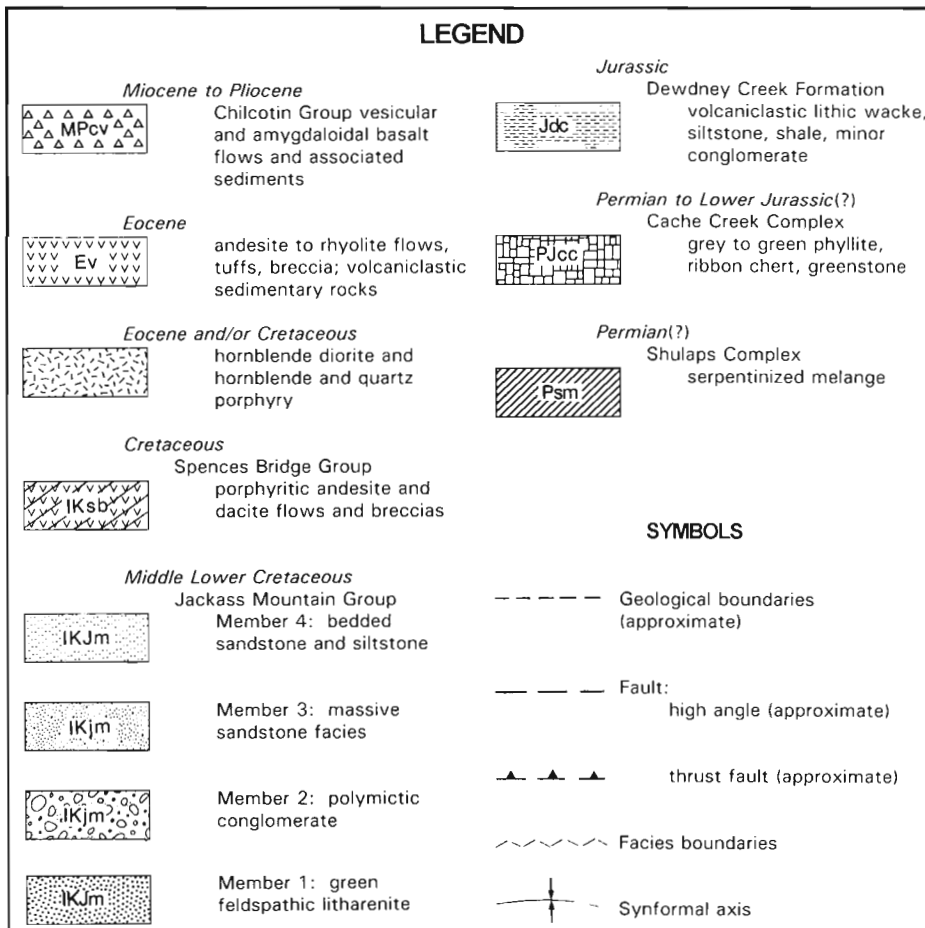 LEGEND
Miocene to Pliocene
MPcv
Chilcotin Group vesicular
and amygdaloidal basalt
flows and associated
sediments
Eocene
Ev
andesite to rhyolite flows,
tuffs, breccia; volcaniclastic
sedimentary rocks
Eocene and/or Cretaceous
hornblende diorite and
hornblende and quartz
porphyry
Cretaceous
Spences Bridge Group
IKsb
porphyritic andesite and
dacite flows and breccias
Middle Lower Cretaceous
Jackass Mountain Group
IKJm
Member 4: bedded
sandstone and siltstone
IKjm
Member 3: massive
sandstone facies
IKjm
Member 2: polymictic
conglomerate
IKJm
Member 1: green
feldspathic litharenite
Jurassic
Dewdney Creek Formation
Jdc
volcaniclastic lithic wacke,
siltstone, shale, minor
conglomerate
Permian to Lower Jurassic(?)
Cache Creek Complex
PJcc
grey to green phyllite,
ribbon chert, greenstone
Permian(?)
Shulaps Complex
Psm
serpentinized melange
SYMBOLS
Geological boundaries
(approximate)
Fault:
high angle (approximate)
thrust fault (approximate)
Facies boundaries
Synformal axis